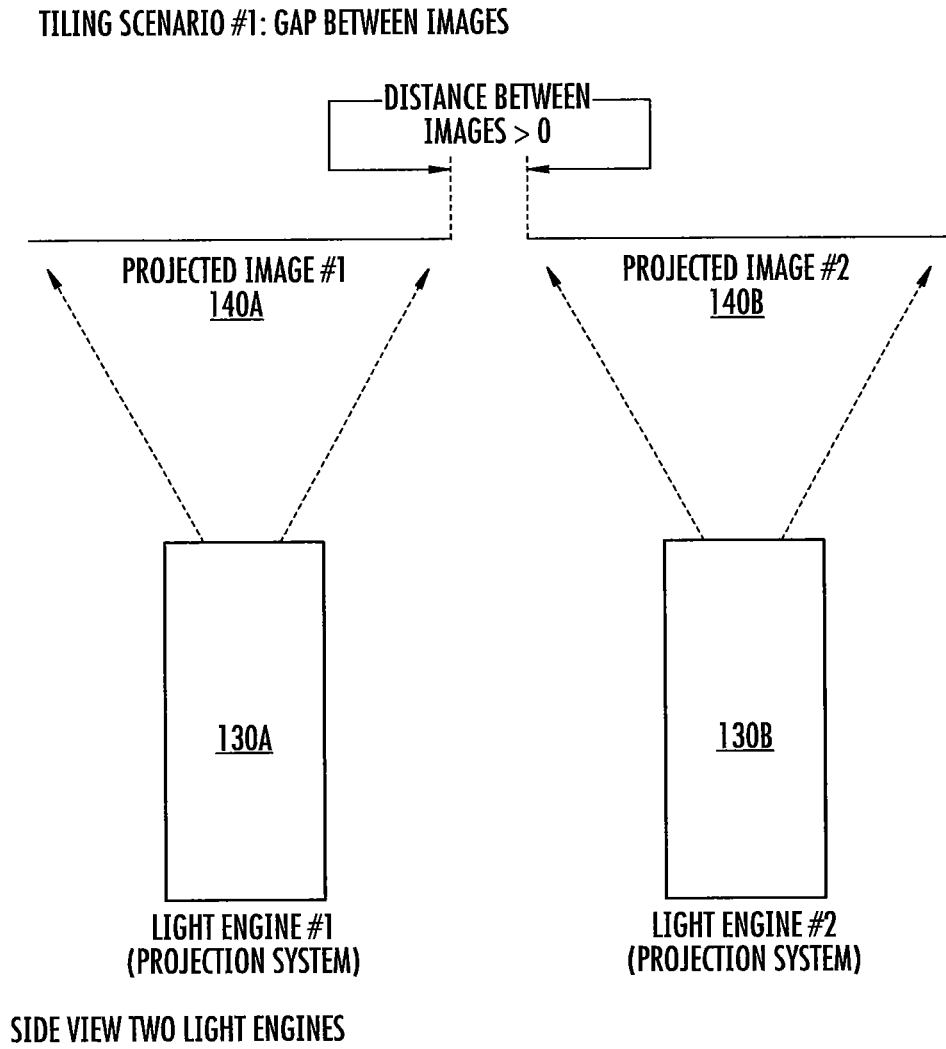 TILING SCENARIO #1: GAP BETWEEN IMAGES
DISTANCE BETWEEN
IMAGES > 0
PROJECTED IMAGE #1
140A
PROJECTED IMAGE #2
140B
130A
130B
LIGHT ENGINE #1
(PROJECTION SYSTEM)
LIGHT ENGINE #2
(PROJECTION SYSTEM)
SIDE VIEW TWO LIGHT ENGINES